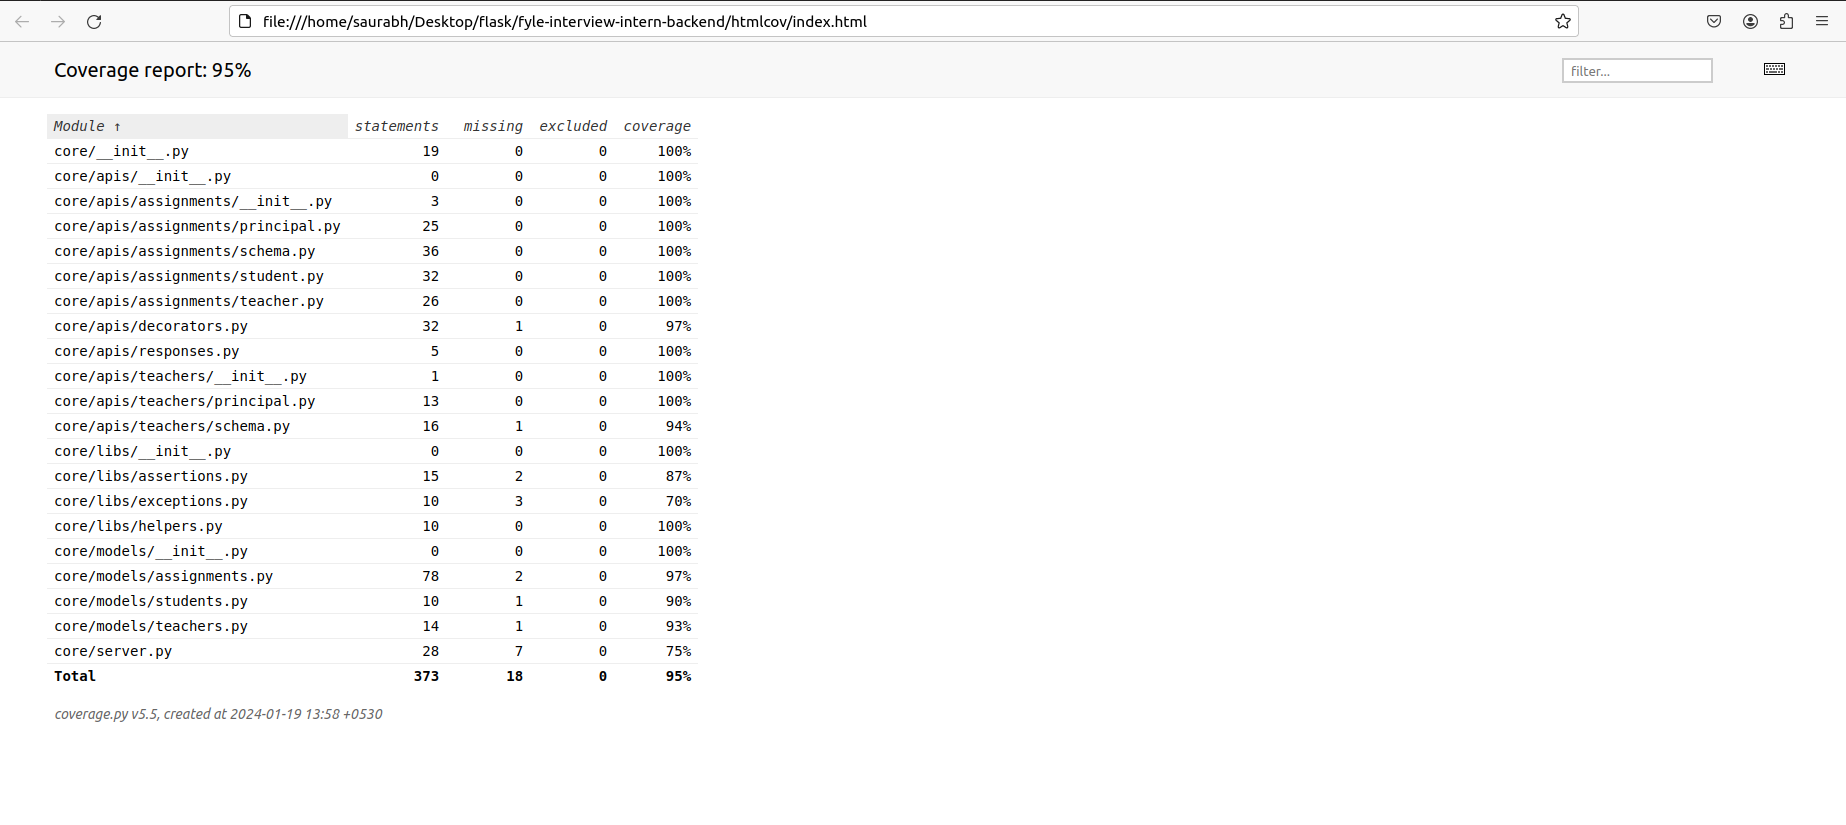 file:///home/saurabh/Desktop/flask/fyle-interview-intern-backend/htmlcov/index.html
Coverage report: 95%
filter...
Module ↑ statements missing excluded coverage
core/__init__.py 19 0 0 100%
core/apis/__init__.py 0 0 0 100%
core/apis/assignments/__init__.py 3 0 0 100%
core/apis/assignments/principal.py 25 0 0 100%
core/apis/assignments/schema.py 36 0 0 100%
core/apis/assignments/student.py 32 0 0 100%
core/apis/assignments/teacher.py 26 0 0 100%
core/apis/decorators.py 32 1 0 97%
core/apis/responses.py 5 0 0 100%
core/apis/teachers/__init__.py 1 0 0 100%
core/apis/teachers/principal.py 13 0 0 100%
core/apis/teachers/schema.py 16 1 0 94%
core/libs/__init__.py 0 0 0 100%
core/libs/assertions.py 15 2 0 87%
core/libs/exceptions.py 10 3 0 70%
core/libs/helpers.py 10 0 0 100%
core/models/__init__.py 0 0 0 100%
core/models/assignments.py 78 2 0 97%
core/models/students.py 10 1 0 90%
core/models/teachers.py 14 1 0 93%
core/server.py 28 7 0 75%
Total 373 18 0 95%
coverage.py v5.5, created at 2024-01-19 13:58 +0530